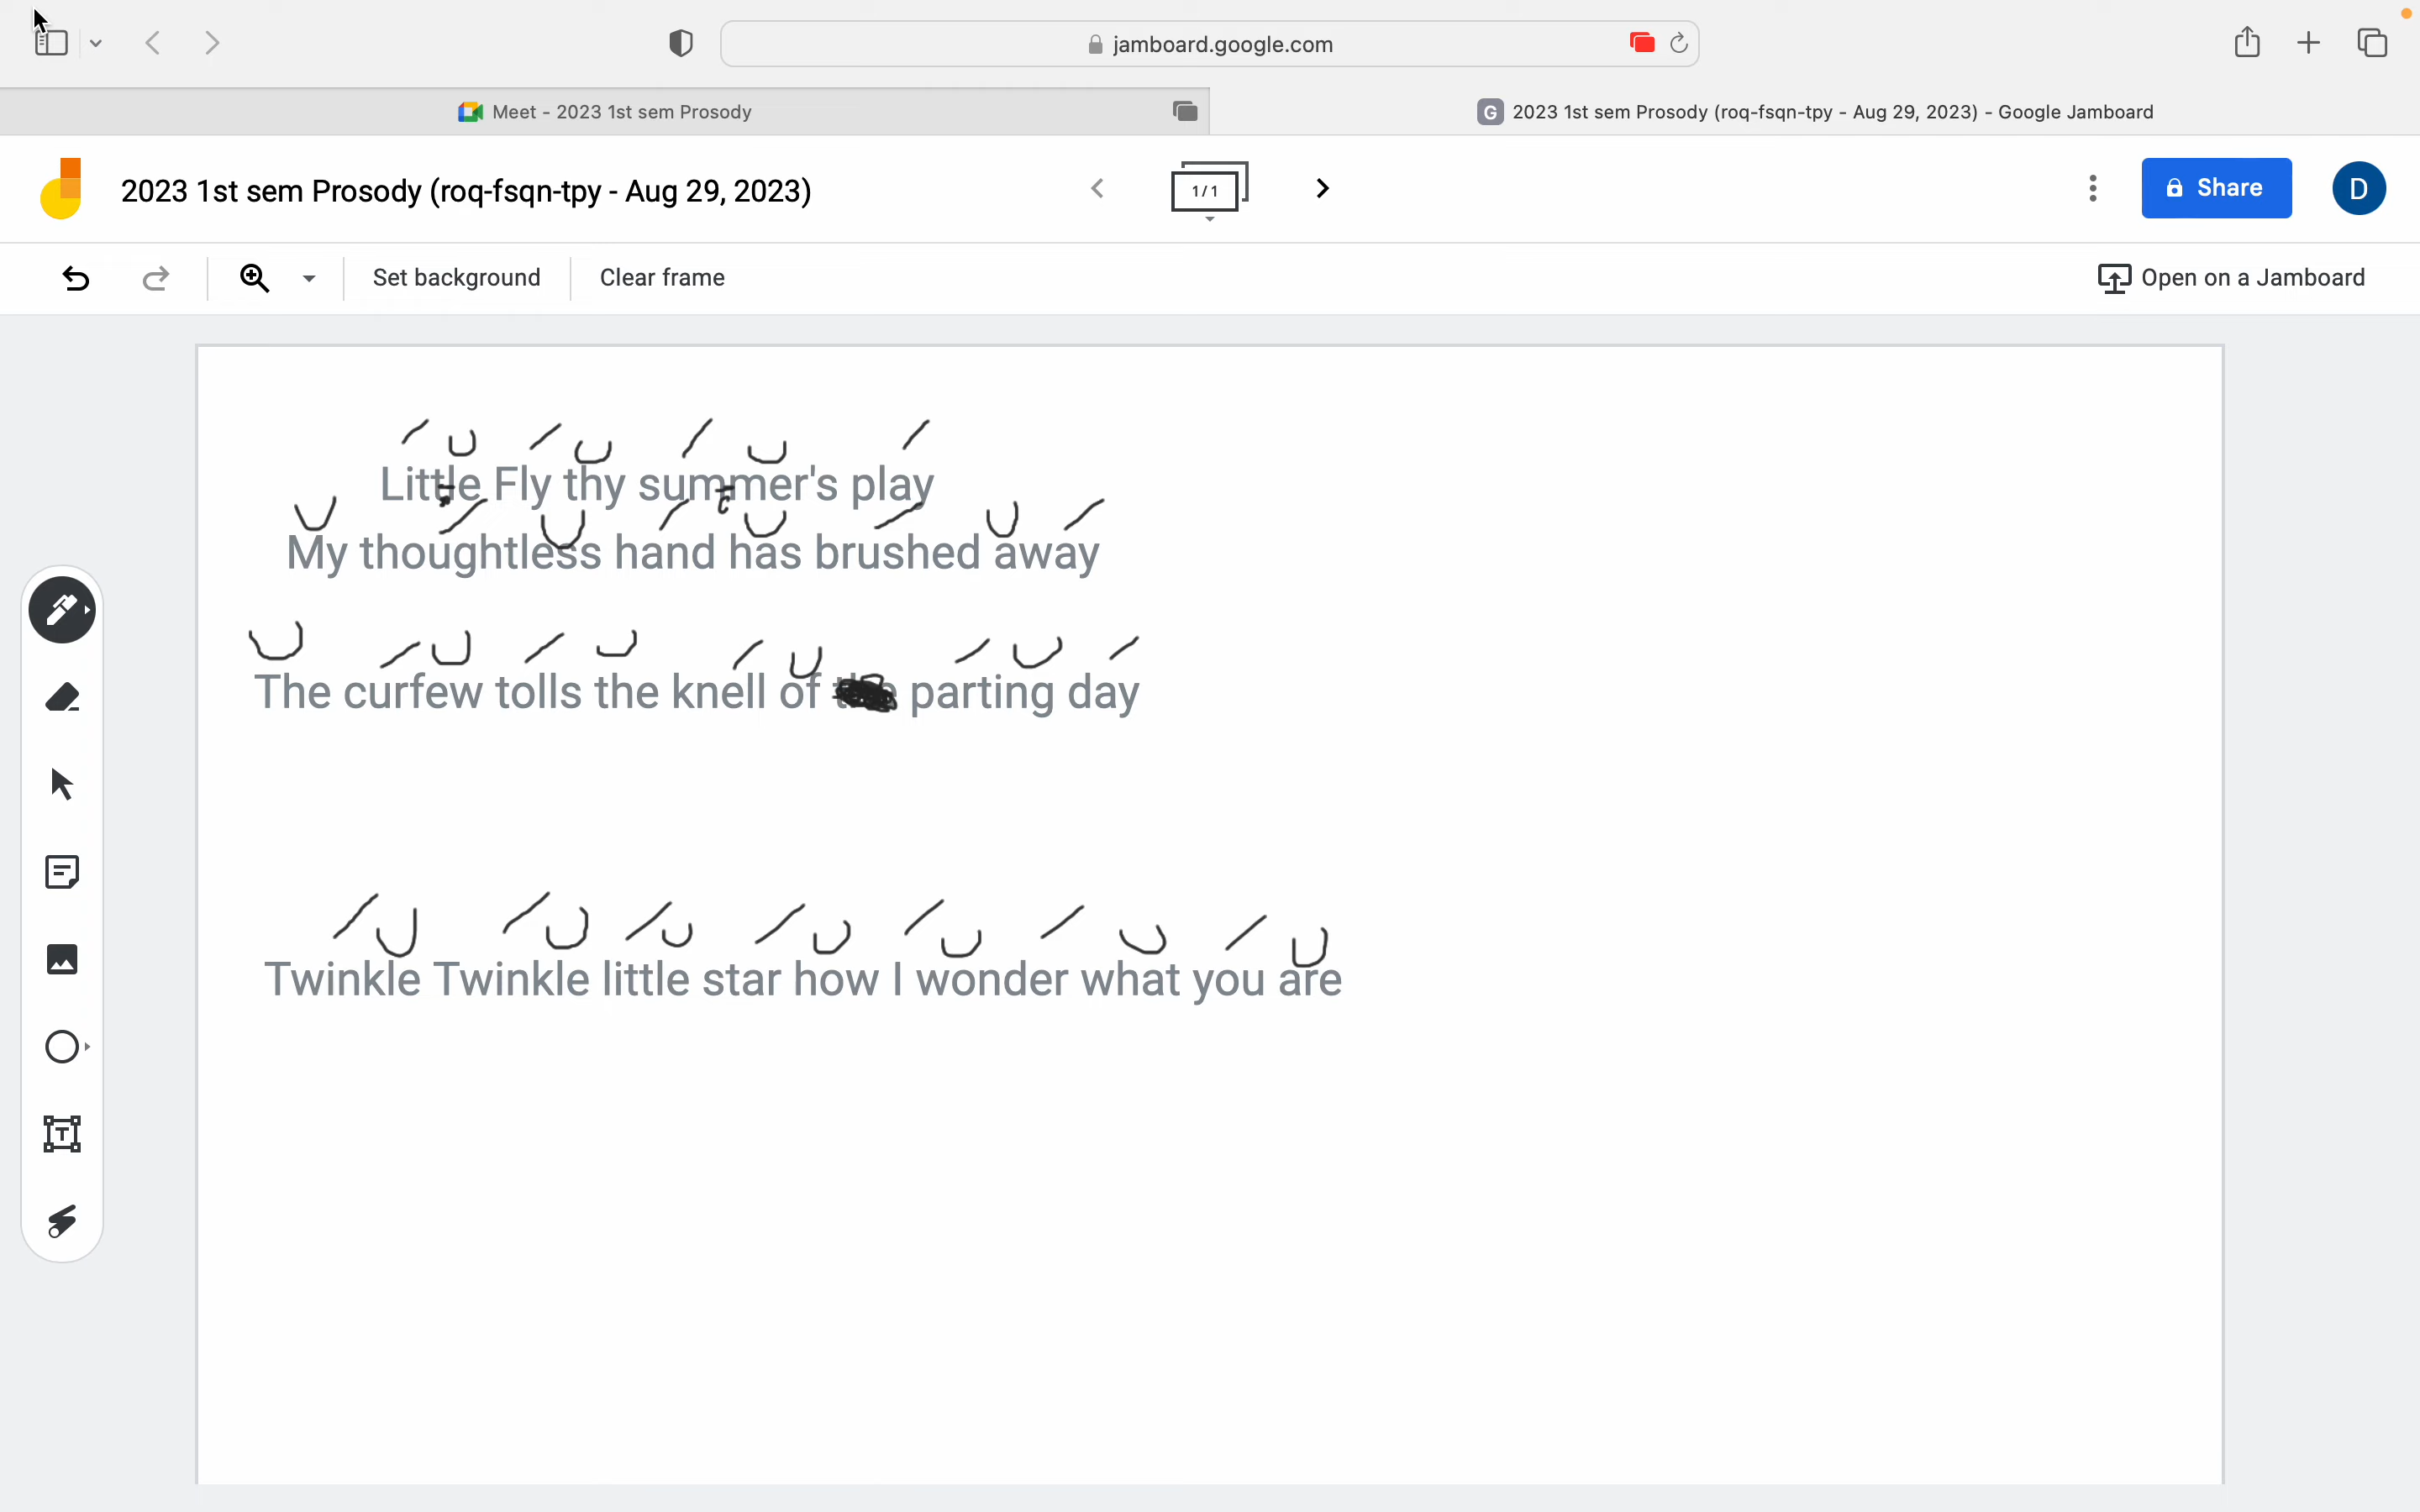 jamboard.google.com
Meet - 2023 1st sem Prosody
G 2023 1st sem Prosody (roq-fsqn-tpy - Aug 29, 2023) - Google Jamboard
2023 1st sem Prosody (roq-fsqn-tpy - Aug 29, 2023)
1/1
Share
D
Set background
Clear frame
Open on a Jamboard
Little Fly thy summer's play
My thoughtless hand has brushed away
The curfew tolls the knell of parting day
Twinkle Twinkle little star how I wonder what you are
T